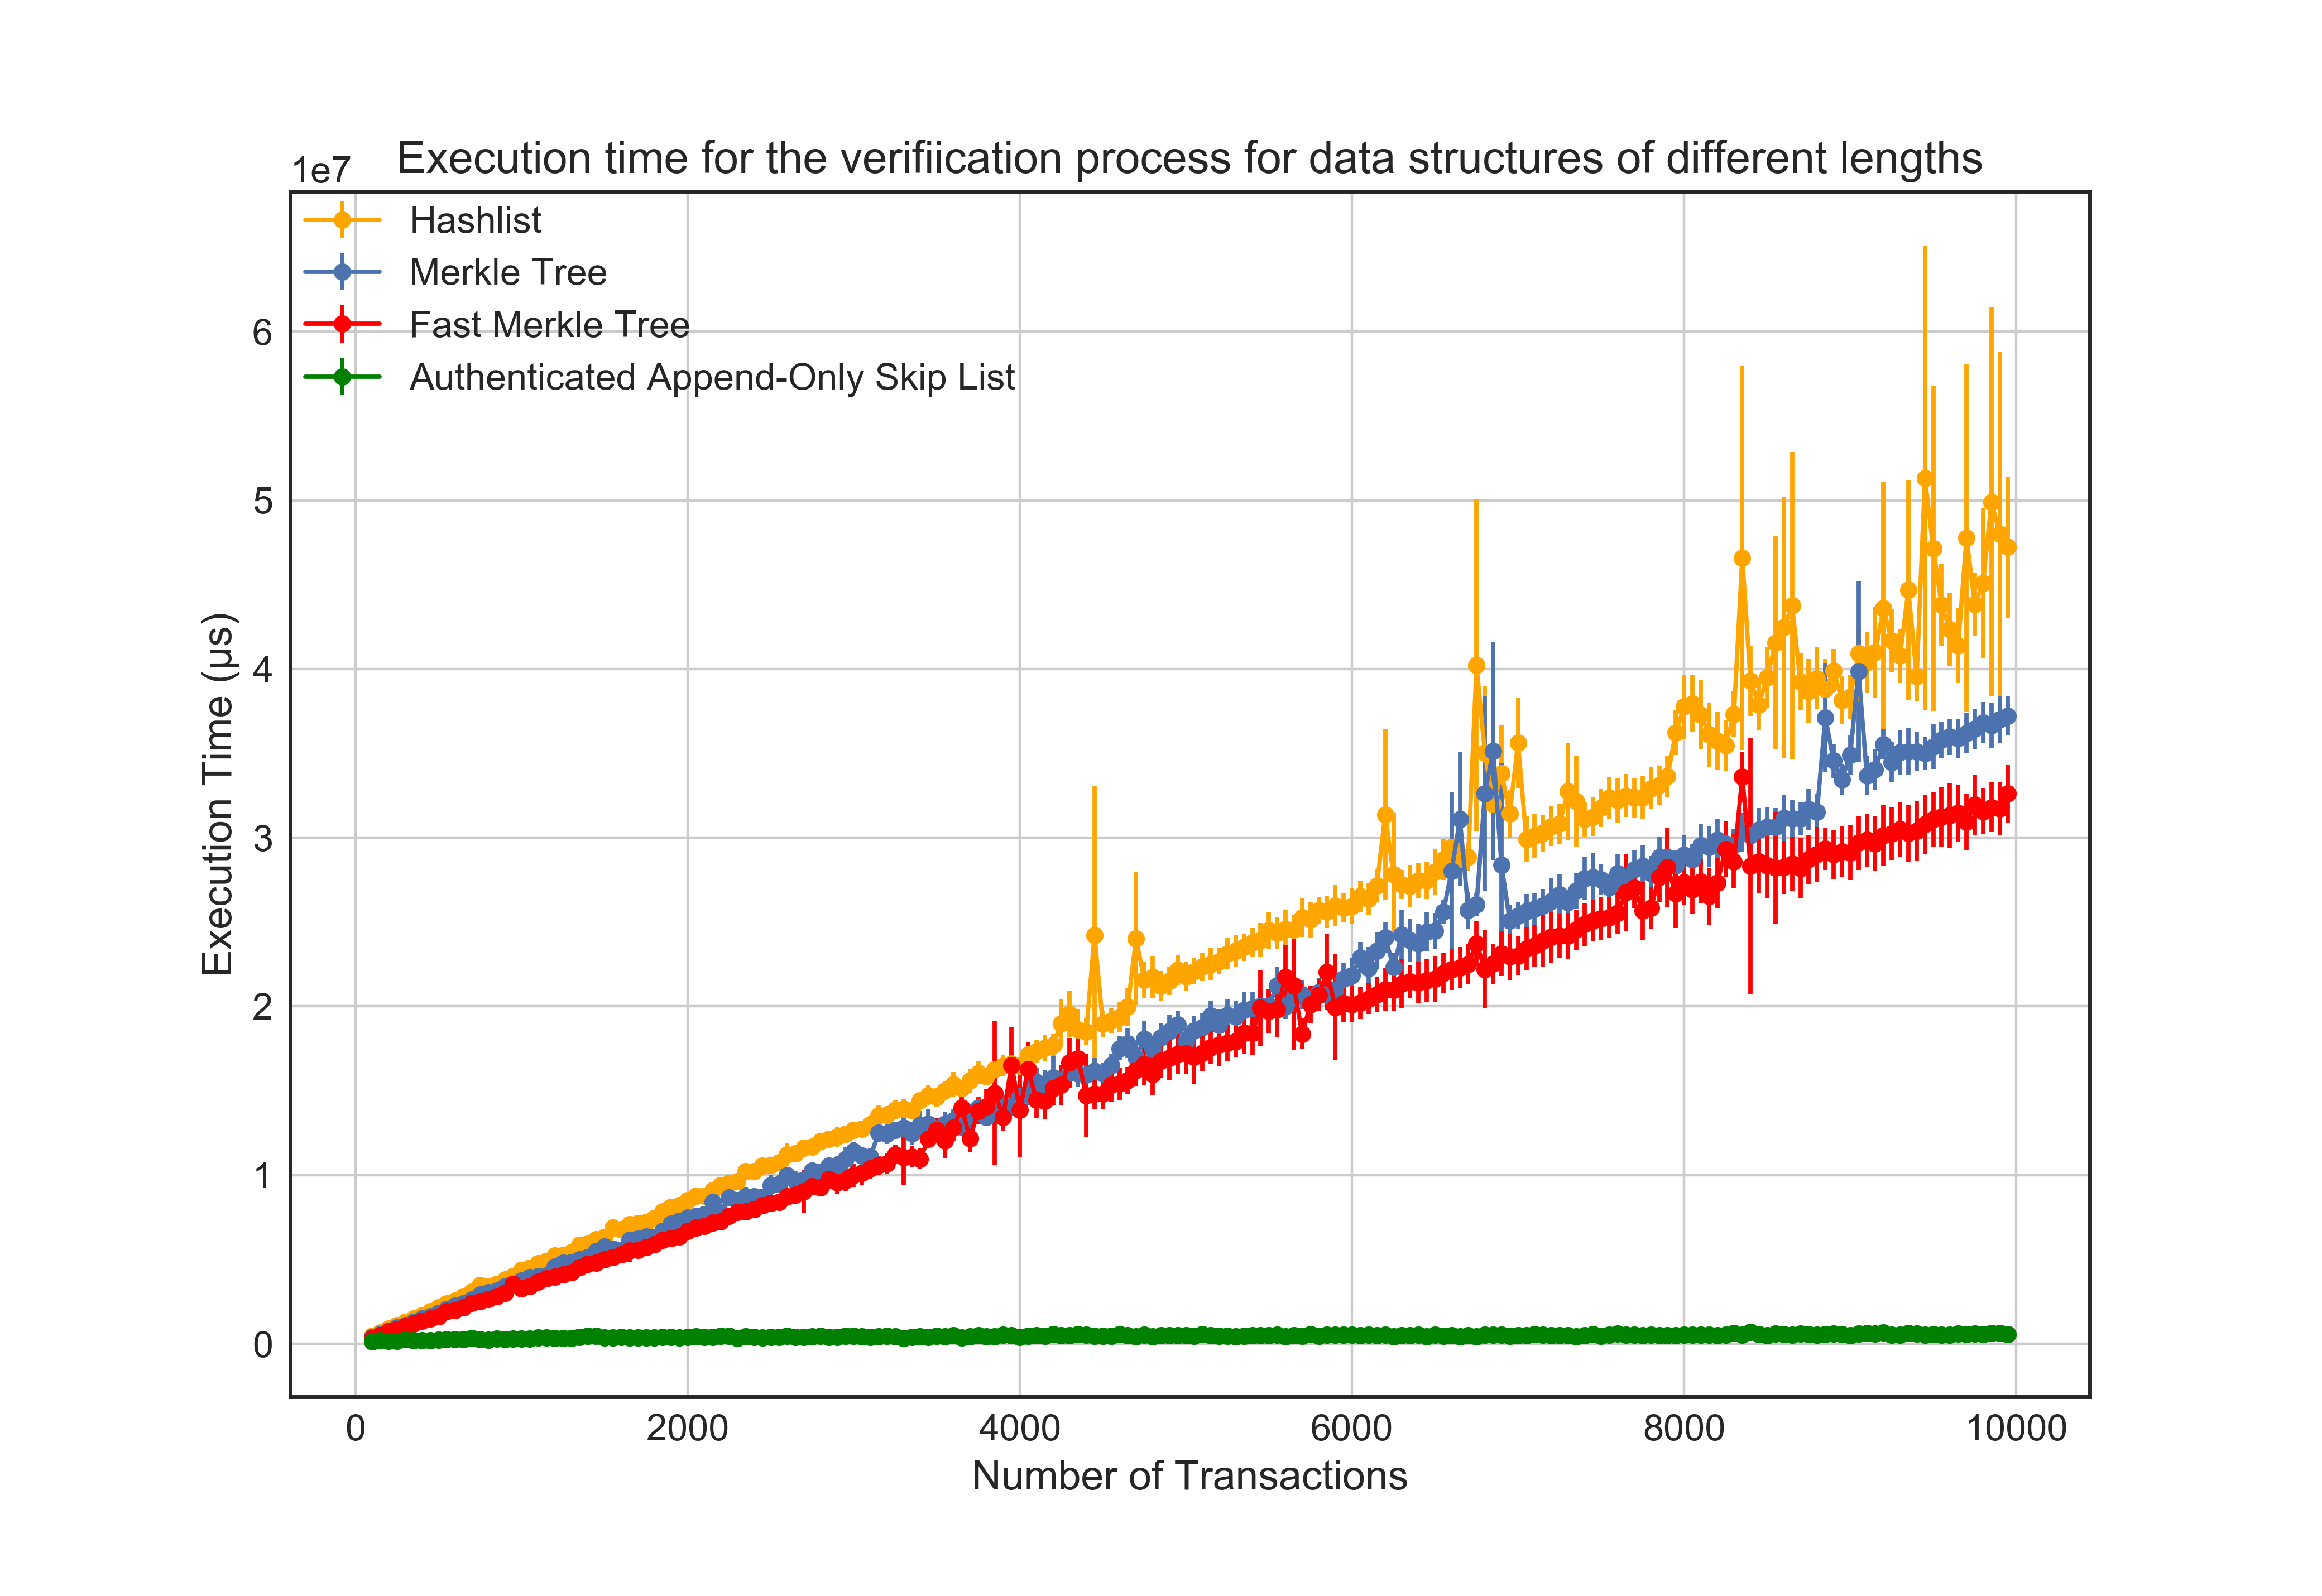 Execution time for the verifiication process for data structures of different lengths
1e7
Hashlist
Merkle Tree
Fast Merkle Tree
Authenticated Append-Only Skip List
6
5
4
3
2
1
0
Execution Time (μs)
0 2000 4000 6000 8000 10000
Number of Transactions